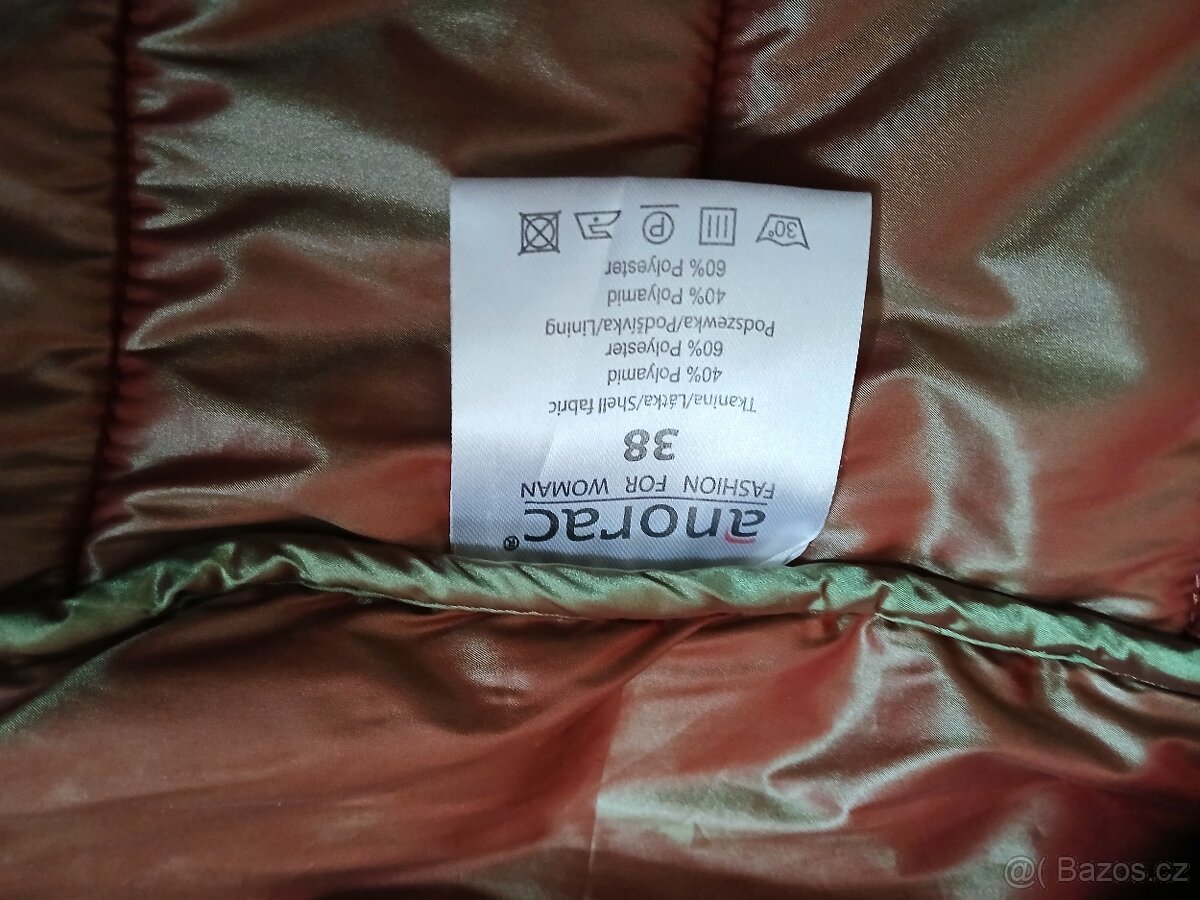 anorac®
FASHION FOR WOMAN
38
Tkanina/Látka/Shell fabric
40% Polyamid
60% Polyester
Podszewka/Podšívka/Lining
40% Polyamid
60% Polyester
30° P
@( Bazos.cz